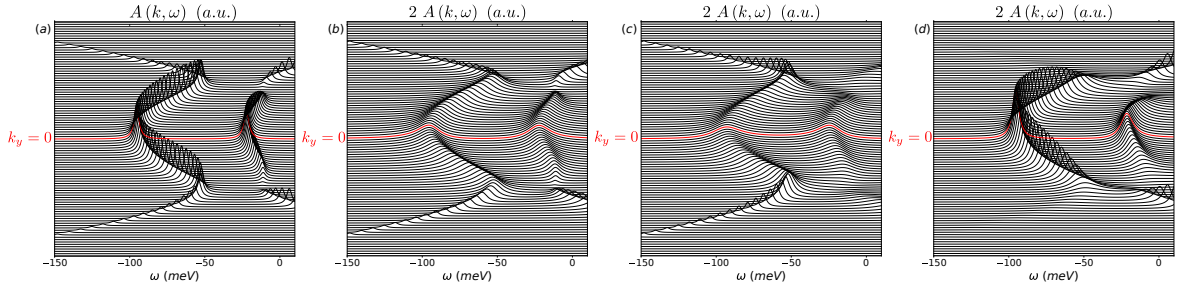 A(k,ω) (a.u.)
(a)
k_y = 0
−150 −100 −50 0
ω (meV)
2 A(k,ω) (a.u.)
(b)
k_y = 0
−150 −100 −50 0
ω (meV)
2 A(k,ω) (a.u.)
(c)
k_y = 0
−150 −100 −50 0
ω (meV)
2 A(k,ω) (a.u.)
(d)
k_y = 0
−150 −100 −50 0
ω (meV)